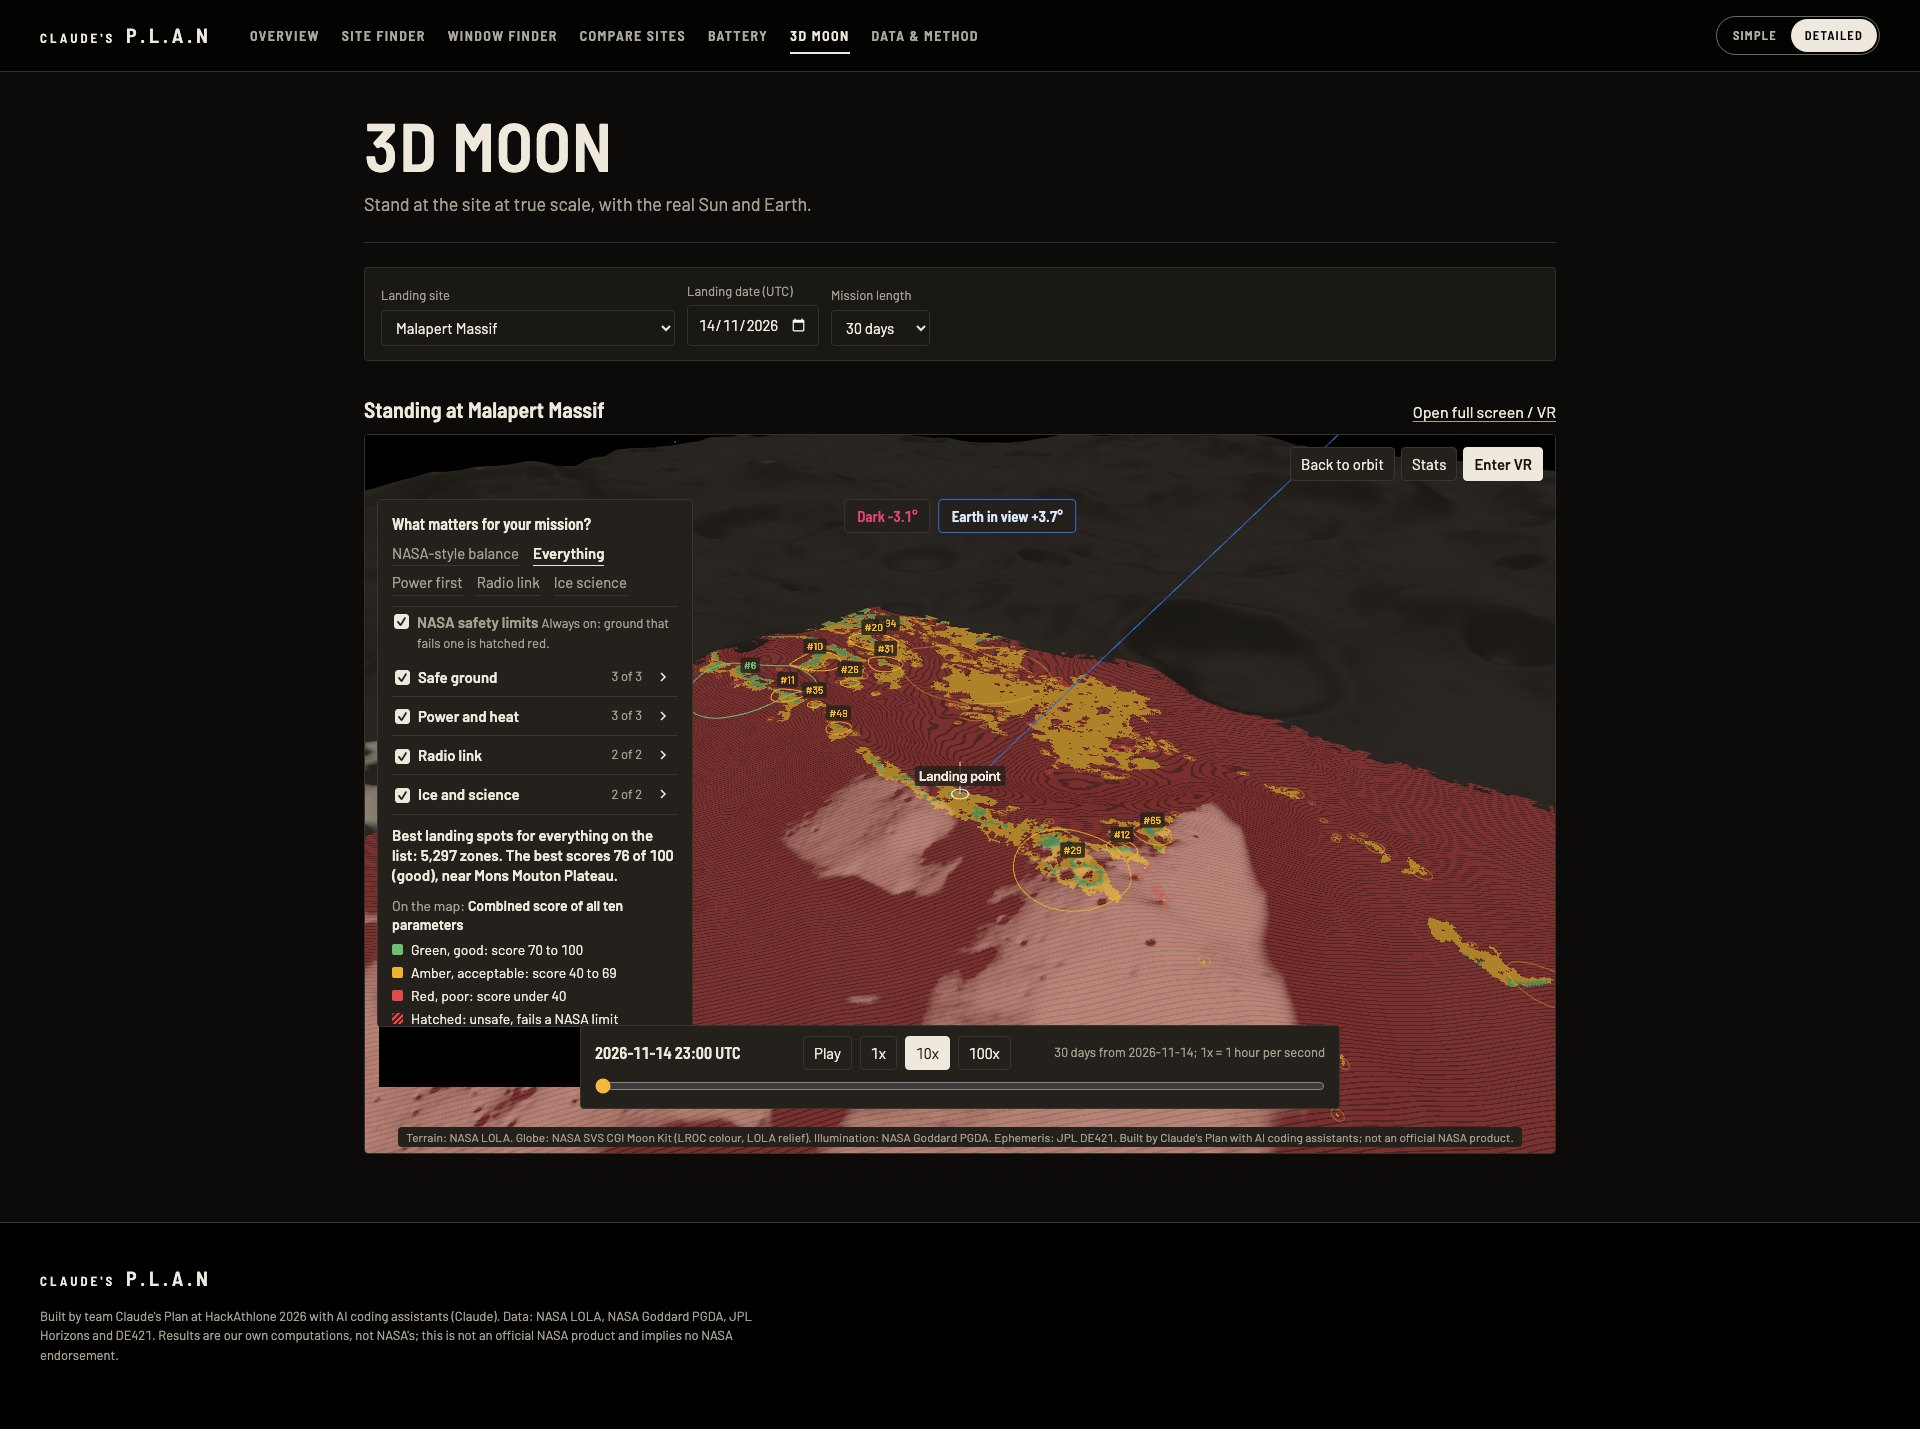 CLAUDE'S P.L.A.N
OVERVIEW SITE FINDER WINDOW FINDER COMPARE SITES BATTERY 3D MOON DATA & METHOD
SIMPLE DETAILED
3D MOON
Stand at the site at true scale, with the real Sun and Earth.
Landing site
Landing date (UTC)
Mission length
Malapert Massif
14/11/2026
30 days
Standing at Malapert Massif
Open full screen / VR
Back to orbit Stats Enter VR
Dark -3.1° Earth in view +3.7°
What matters for your mission?
NASA-style balance Everything
Power first Radio link Ice science
NASA safety limits Always on: ground that
fails one is hatched red.
Safe ground 3 of 3
Power and heat 3 of 3
Radio link 2 of 2
Ice and science 2 of 2
Best landing spots for everything on the
list: 5,297 zones. The best scores 76 of 100
(good), near Mons Mouton Plateau.
On the map: Combined score of all ten
parameters
Green, good: score 70 to 100
Amber, acceptable: score 40 to 69
Red, poor: score under 40
Hatched: unsafe, fails a NASA limit
#20
#10
#31
#6
#26
#11
#35
#49
Landing point
#65
#12
#29
2026-11-14 23:00 UTC
Play 1x 10x 100x
30 days from 2026-11-14; 1x = 1 hour per second
Terrain: NASA LOLA. Globe: NASA SVS CGI Moon Kit (LROC colour, LOLA relief). Illumination: NASA Goddard PGDA. Ephemeris: JPL DE421. Built by Claude's Plan with AI coding assistants; not an official NASA product.
CLAUDE'S P.L.A.N
Built by team Claude's Plan at HackAthlone 2026 with AI coding assistants (Claude). Data: NASA LOLA, NASA Goddard PGDA, JPL
Horizons and DE421. Results are our own computations, not NASA's; this is not an official NASA product and implies no NASA
endorsement.